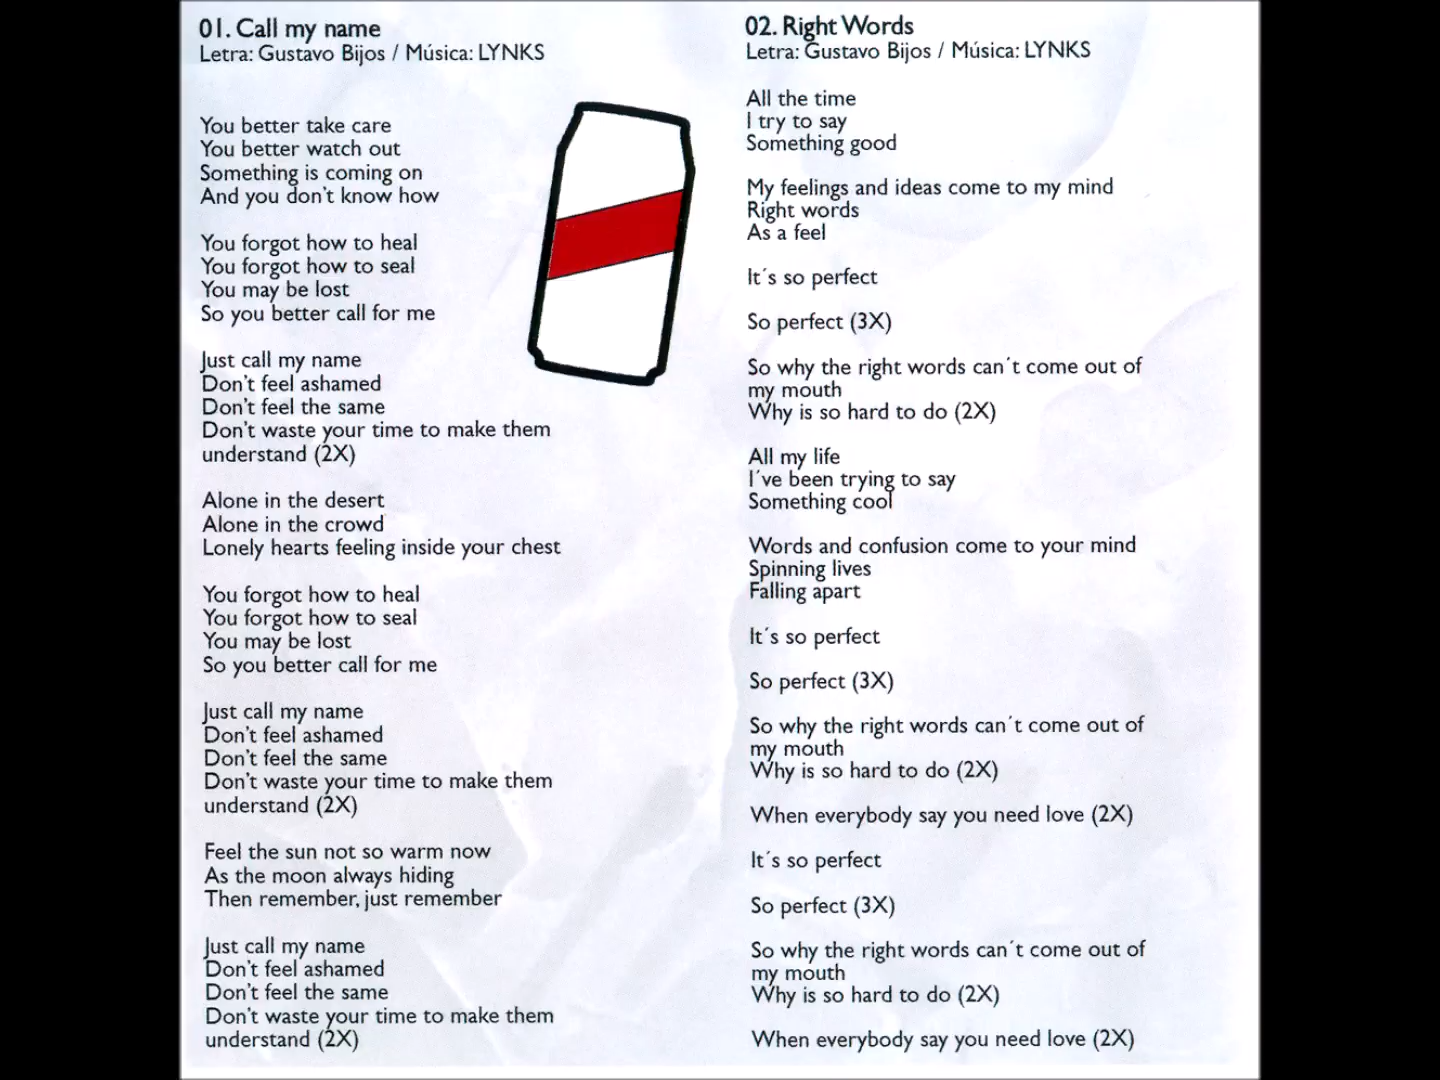 01. Call my name
Letra: Gustavo Bijos / Música: LYNKS
You better take care
You better watch out
Something is coming on
And you don't know how
You forgot how to heal
You forgot how to seal
You may be lost
So you better call for me
Just call my name
Don't feel ashamed
Don't feel the same
Don't waste your time to make them
understand (2X)
Alone in the desert
Alone in the crowd
Lonely hearts feeling inside your chest
You forgot how to heal
You forgot how to seal
You may be lost
So you better call for me
Just call my name
Don't feel ashamed
Don't feel the same
Don't waste your time to make them
understand (2X)
Feel the sun not so warm now
As the moon always hiding
Then remember, just remember
Just call my name
Don't feel ashamed
Don't feel the same
Don't waste your time to make them
understand (2X)
02. Right Words
Letra: Gustavo Bijos / Música: LYNKS
All the time
I try to say
Something good
My feelings and ideas come to my mind
Right words
As a feel
It´s so perfect
So perfect (3X)
So why the right words can´t come out of
my mouth
Why is so hard to do (2X)
All my life
I´ve been trying to say
Something cool
Words and confusion come to your mind
Spinning lives
Falling apart
It´s so perfect
So perfect (3X)
So why the right words can´t come out of
my mouth
Why is so hard to do (2X)
When everybody say you need love (2X)
It´s so perfect
So perfect (3X)
So why the right words can´t come out of
my mouth
Why is so hard to do (2X)
When everybody say you need love (2X)